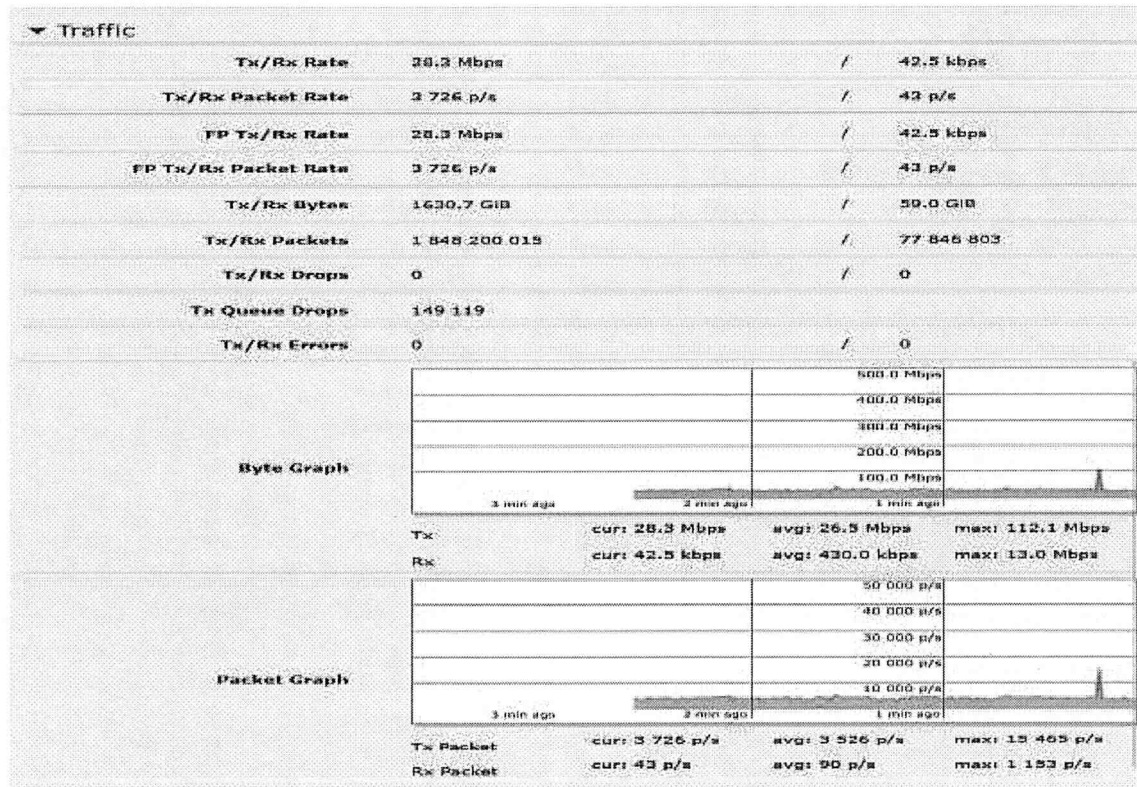 Traffic
Tx/Rx Rate 28.3 Mbps / 42.5 kbps
Tx/Rx Packet Rate 3 726 p/s / 43 p/s
FP Tx/Rx Rate 28.3 Mbps / 42.5 kbps
FP Tx/Rx Packet Rate 3 726 p/s / 43 p/s
Tx/Rx Bytes 1630.7 GiB / 59.0 GiB
Tx/Rx Packets 1 848 200 015 / 77 846 803
Tx/Rx Drops 0 / 0
Tx Queue Drops 149 119
Tx/Rx Errors 0 / 0
Byte Graph
500.0 Mbps
400.0 Mbps
300.0 Mbps
200.0 Mbps
100.0 Mbps
3 min ago 2 min ago 1 min ago
Tx cur: 28.3 Mbps avg: 26.5 Mbps max: 112.1 Mbps
Rx cur: 42.5 kbps avg: 430.0 kbps max: 13.0 Mbps
Packet Graph
50 000 p/s
40 000 p/s
30 000 p/s
20 000 p/s
10 000 p/s
3 min ago 2 min ago 1 min ago
Tx Packet cur: 3 726 p/s avg: 3 526 p/s max: 15 465 p/s
Rx Packet cur: 43 p/s avg: 90 p/s max: 1 153 p/s